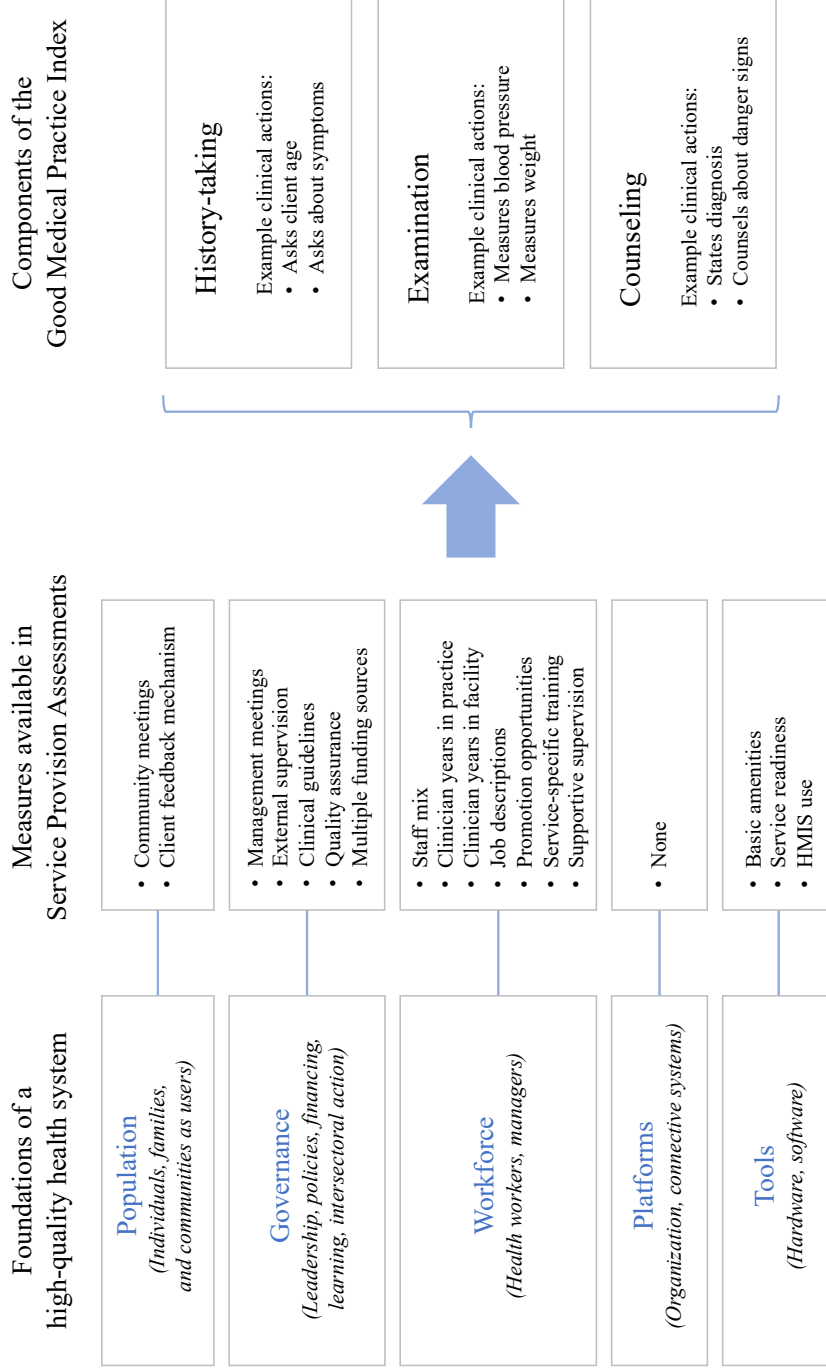 Foundations of a
high-quality health system
Population
(Individuals, families,
and communities as users)
Governance
(Leadership, policies, financing,
learning, intersectoral action)
Workforce
(Health workers, managers)
Platforms
(Organization, connective systems)
Tools
(Hardware, software)
Measures available in
Service Provision Assessments
• Community meetings
• Client feedback mechanism
• Management meetings
• External supervision
• Clinical guidelines
• Quality assurance
• Multiple funding sources
• Staff mix
• Clinician years in practice
• Clinician years in facility
• Job descriptions
• Promotion opportunities
• Service-specific training
• Supportive supervision
• None
• Basic amenities
• Service readiness
• HMIS use
Components of the
Good Medical Practice Index
History-taking
Example clinical actions:
• Asks client age
• Asks about symptoms
Examination
Example clinical actions:
• Measures blood pressure
• Measures weight
Counseling
Example clinical actions:
• States diagnosis
• Counsels about danger signs